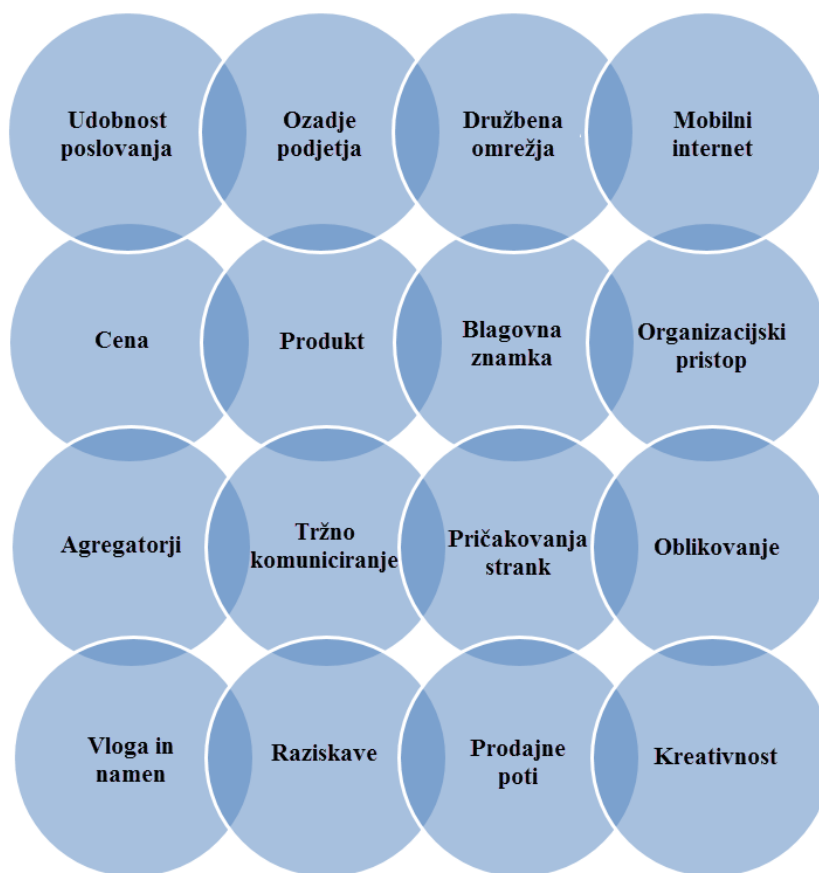 Udobnost
poslovanja
Ozadje
podjetja
Družbena
omrežja
Mobilni
internet
Cena
Produkt
Blagovna
znamka
Organizacijski
pristop
Agregatorji
Tržno
komuniciranje
Pričakovanja
strank
Oblikovanje
Vloga in
namen
Raziskave
Prodajne
poti
Kreativnost